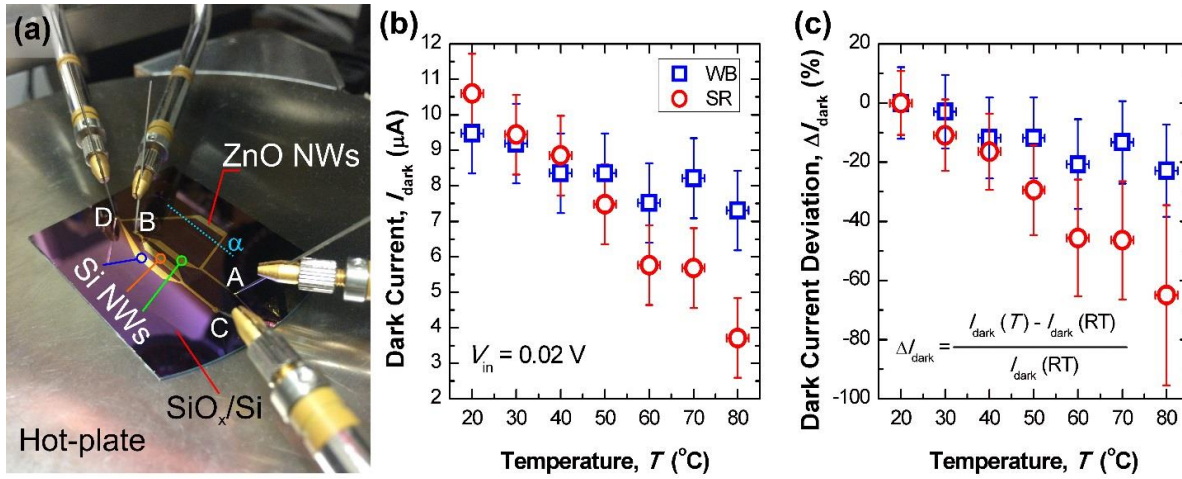 (a)
ZnO NWs
D
B
α
A
Si NWs
C
SiOx/Si
Hot-plate
(b)
12
11
10
9
8
7
6
5
4
3
2
Dark Current, Idark (μA)
WB
SR
Vin = 0.02 V
20 30 40 50 60 70 80
Temperature, T (°C)
(c)
20
0
-20
-40
-60
-80
-100
Dark Current Deviation, ΔIdark (%)
ΔIdark = Idark (T) - Idark (RT)
Idark (RT)
20 30 40 50 60 70 80
Temperature, T (°C)